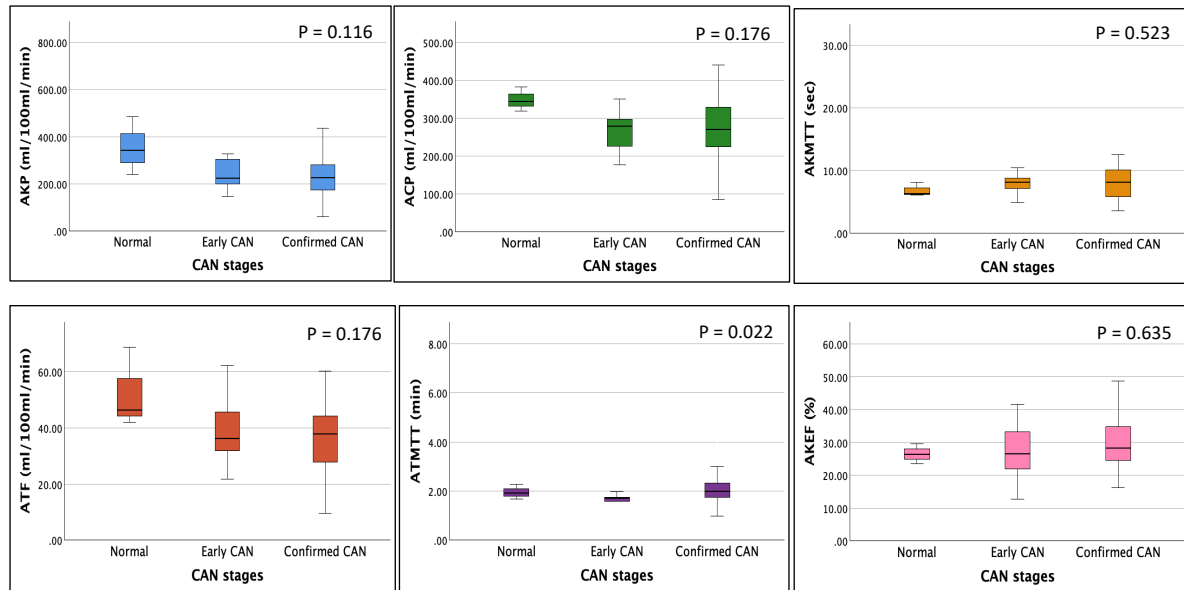 P = 0.116
AKP (ml/100ml/min)
800.00
600.00
400.00
200.00
.00
Normal Early CAN Confirmed CAN
CAN stages
P = 0.176
ACP (ml/100ml/min)
500.00
400.00
300.00
200.00
100.00
.00
Normal Early CAN Confirmed CAN
CAN stages
P = 0.523
AKMTT (sec)
30.00
20.00
10.00
.00
Normal Early CAN Confirmed CAN
CAN stages
P = 0.176
ATF (ml/100ml/min)
60.00
40.00
20.00
.00
Normal Early CAN Confirmed CAN
CAN stages
P = 0.022
ATMTT (min)
8.00
6.00
4.00
2.00
.00
Normal Early CAN Confirmed CAN
CAN stages
P = 0.635
AKEF (%)
60.00
50.00
40.00
30.00
20.00
10.00
.00
Normal Early CAN Confirmed CAN
CAN stages